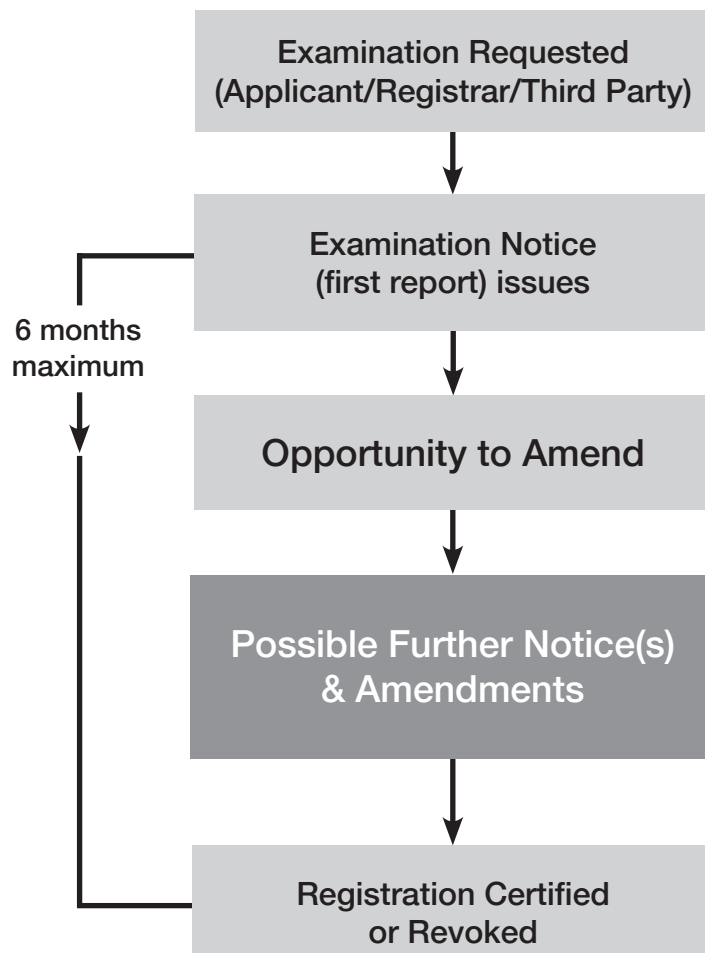 Examination Requested
(Applicant/Registrar/Third Party)
Examination Notice
(first report) issues
6 months
maximum
Opportunity to Amend
Possible Further Notice(s)
& Amendments
Registration Certified
or Revoked